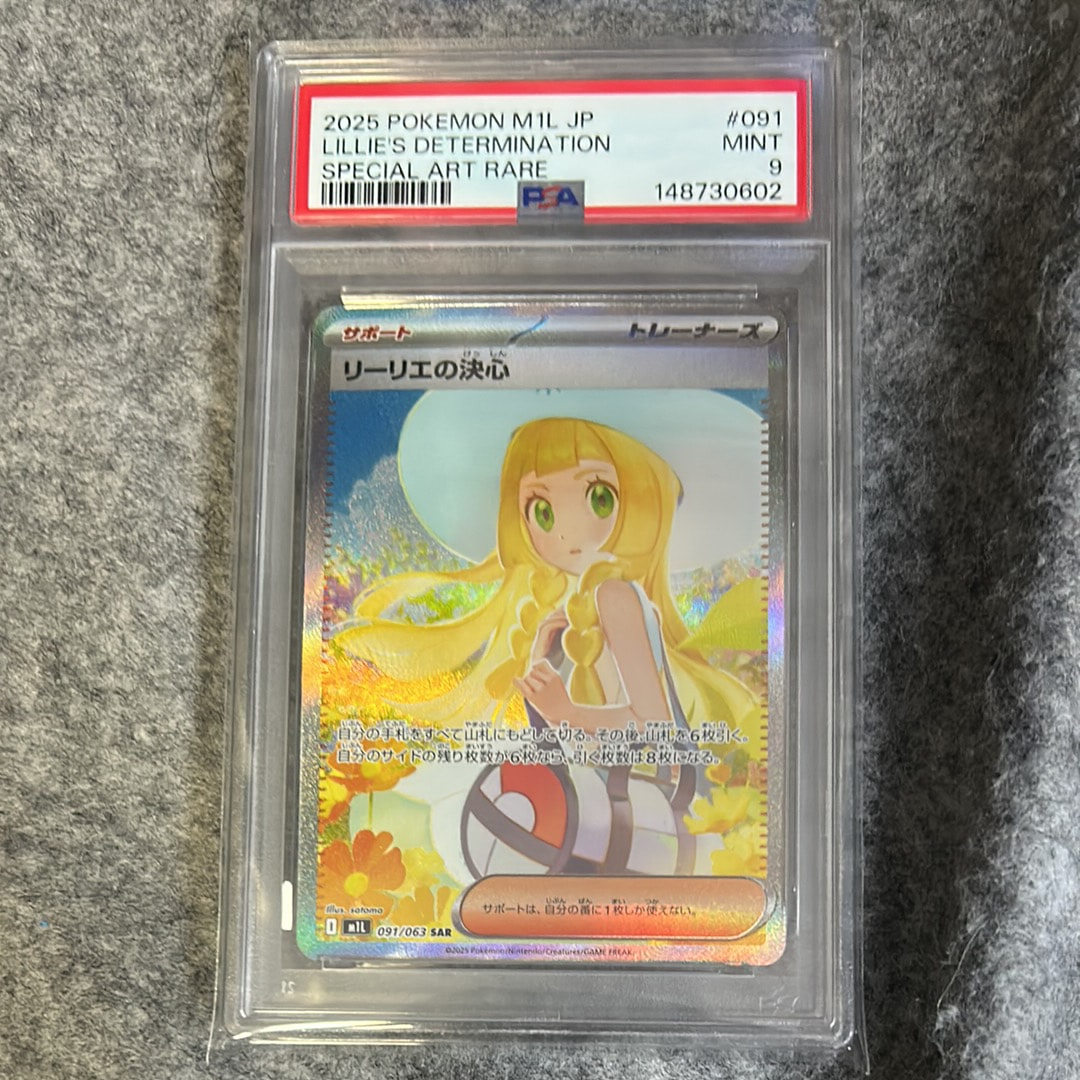 2025 POKEMON M1L JP #091
LILLIE'S DETERMINATION MINT
SPECIAL ART RARE 9
PSA 148730602
サポート トレーナーズ
リーリエの決心
自分の手札をすべて山札にもどして切る。その後、山札を6枚引く。
自分のサイドの残り枚数が6枚なら、引く枚数は8枚になる。
サポートは、自分の番に1枚しか使えない。
Illus. satoma
I m1L 091/063 SAR
©2025 Pokémon/Nintendo/Creatures/GAME FREAK.